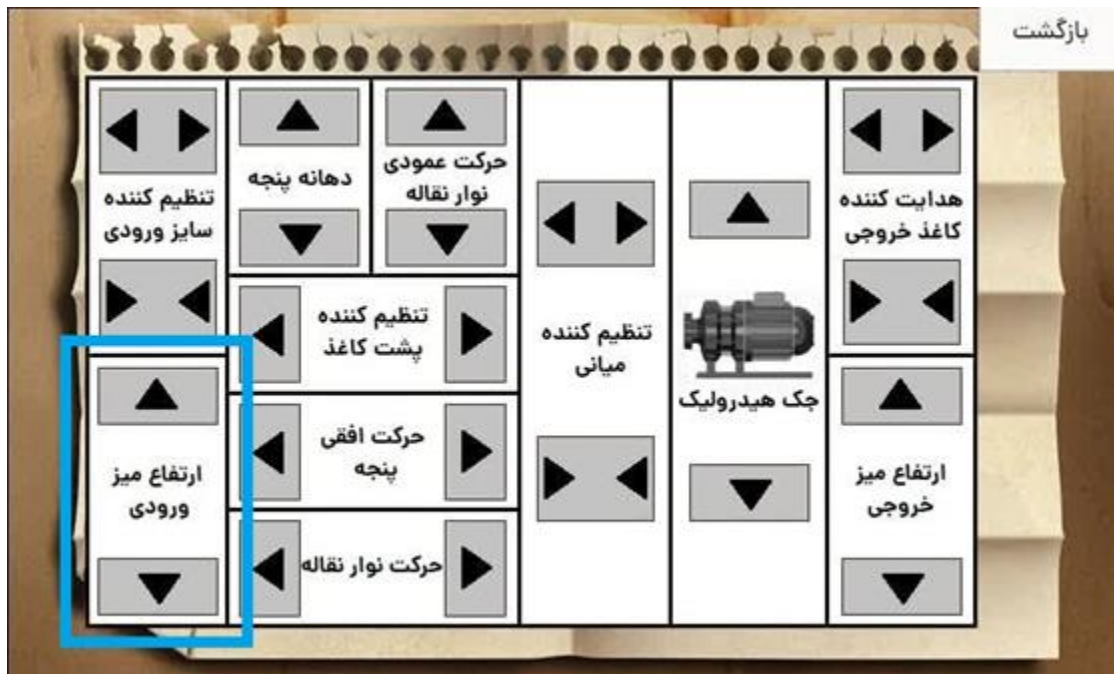 بازگشت
هدایت کننده
کاغذ خروجی
ارتفاع میز
خروجی
جک هیدرولیک
تنظیم کننده
میانی
حرکت عمودی
نوار نقاله
دهانه پنجه
تنظیم کننده
پشت کاغذ
حرکت افقی
پنجه
حرکت نوار نقاله
تنظیم کننده
سایز ورودی
ارتفاع میز
ورودی